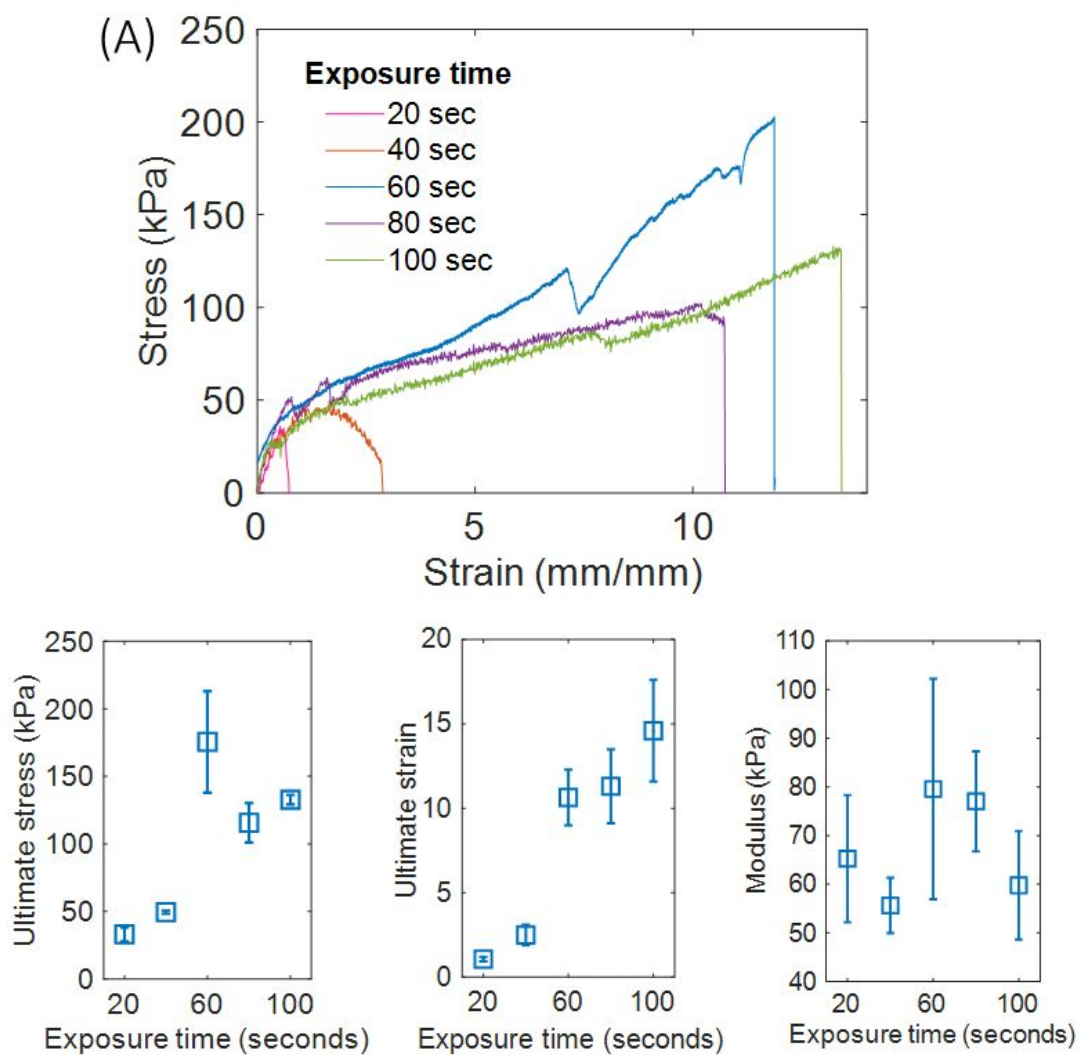 (A)
250
200
150
100
50
0
Stress (kPa)
Exposure time
20 sec
40 sec
60 sec
80 sec
100 sec
0 5 10
Strain (mm/mm)
250
200
150
100
50
0
Ultimate stress (kPa)
20 60 100
Exposure time (seconds)
20
15
10
5
0
Ultimate strain
20 60 100
Exposure time (seconds)
110
100
90
80
70
60
50
40
Modulus (kPa)
20 60 100
Exposure time (seconds)